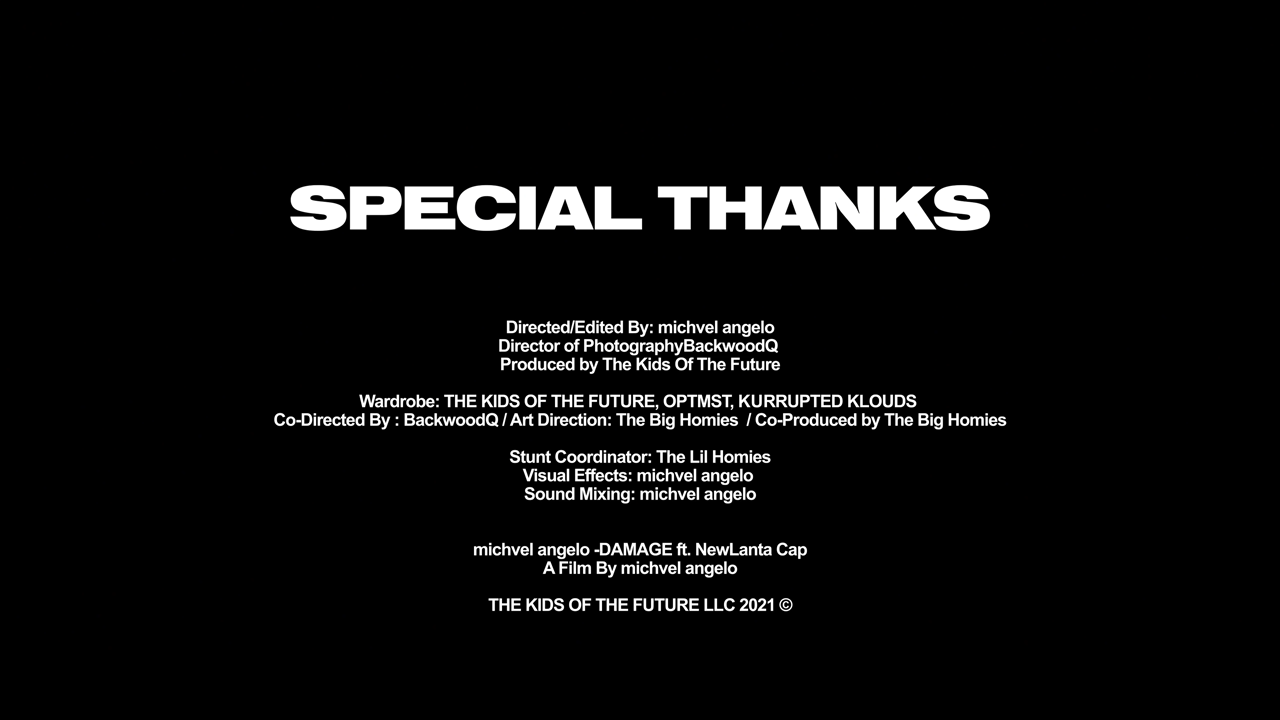 SPECIAL THANKS
Directed/Edited By: michvel angelo
Director of PhotographyBackwoodQ
Produced by The Kids Of The Future
Wardrobe: THE KIDS OF THE FUTURE, OPTMST, KURRUPTED KLOUDS
Co-Directed By : BackwoodQ / Art Direction: The Big Homies / Co-Produced by The Big Homies
Stunt Coordinator: The Lil Homies
Visual Effects: michvel angelo
Sound Mixing: michvel angelo
michvel angelo -DAMAGE ft. NewLanta Cap
A Film By michvel angelo
THE KIDS OF THE FUTURE LLC 2021 ©